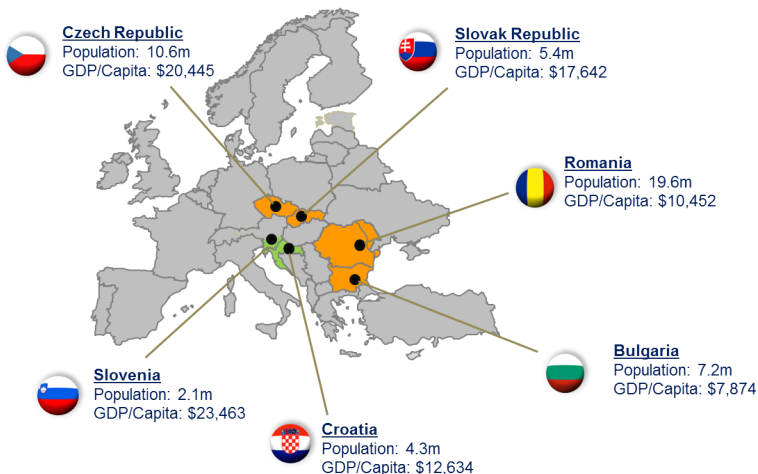 Czech Republic
Population: 10.6m
GDP/Capita: $20,445
Slovak Republic
Population: 5.4m
GDP/Capita: $17,642
Romania
Population: 19.6m
GDP/Capita: $10,452
Bulgaria
Population: 7.2m
GDP/Capita: $7,874
Slovenia
Population: 2.1m
GDP/Capita: $23,463
Croatia
Population: 4.3m
GDP/Capita: $12,634